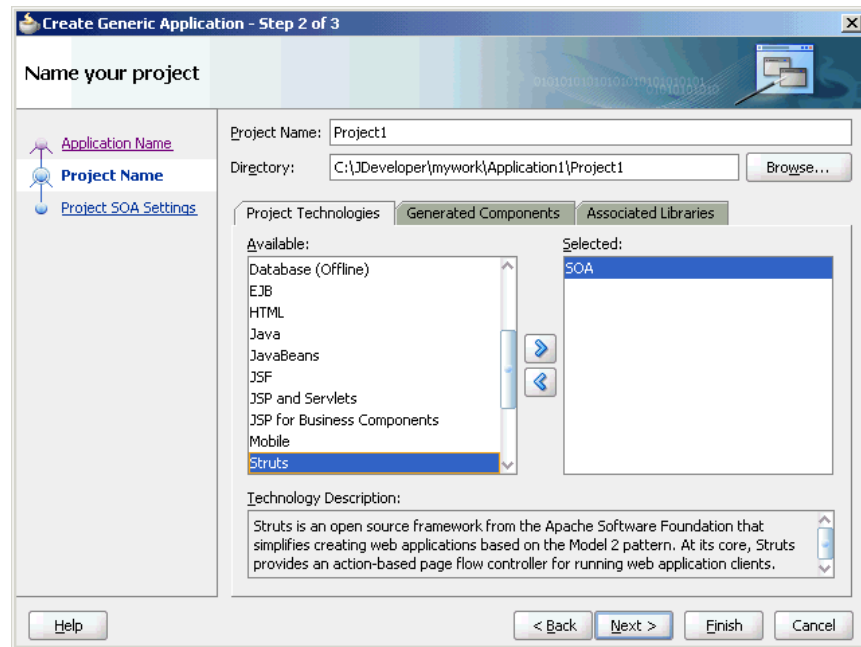 Create Generic Application - Step 2 of 3
Name your project
Application Name
Project Name
Project SOA Settings
Project Name: Project1
Directory: C:\JDeveloper\mywork\Application1\Project1 Browse...
Project Technologies Generated Components Associated Libraries
Available: Selected:
Database (Offline) SOA
EJB
HTML
Java
JavaBeans
JSF
JSP and Servlets
JSP for Business Components
Mobile
Struts
Technology Description:
Struts is an open source framework from the Apache Software Foundation that
simplifies creating web applications based on the Model 2 pattern. At its core, Struts
provides an action-based page flow controller for running web application clients.
Help < Back Next > Finish Cancel